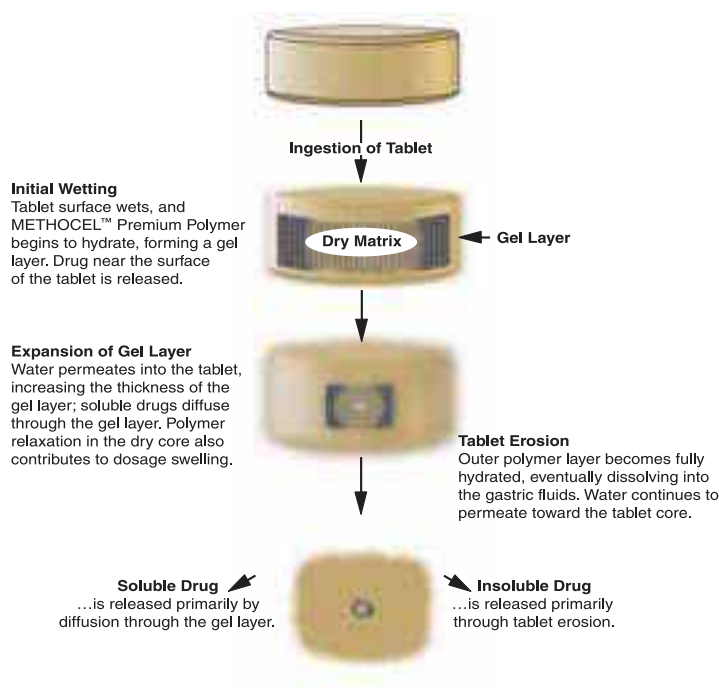 Ingestion of Tablet
Initial Wetting
Tablet surface wets, and
METHOCEL™ Premium Polymer
begins to hydrate, forming a gel
layer. Drug near the surface
of the tablet is released.
Dry Matrix
Gel Layer
Expansion of Gel Layer
Water permeates into the tablet,
increasing the thickness of the
gel layer; soluble drugs diffuse
through the gel layer. Polymer
relaxation in the dry core also
contributes to dosage swelling.
Tablet Erosion
Outer polymer layer becomes fully
hydrated, eventually dissolving into
the gastric fluids. Water continues to
permeate toward the tablet core.
Soluble Drug
…is released primarily by
diffusion through the gel layer.
Insoluble Drug
…is released primarily
through tablet erosion.